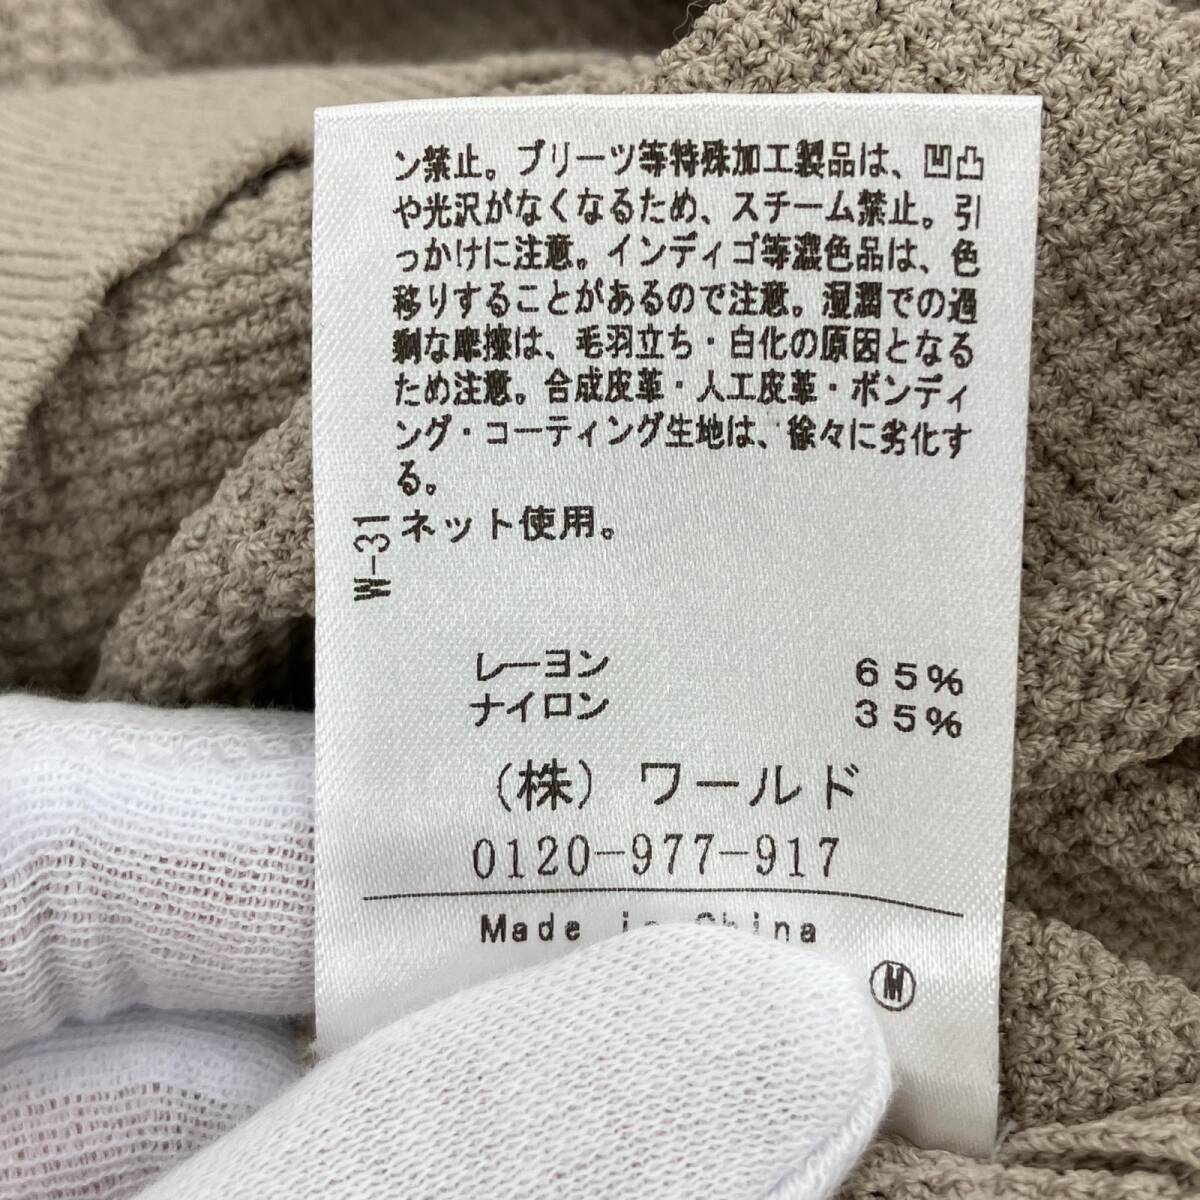 ン禁止。プリーツ等特殊加工製品は、凹凸
や光沢がなくなるため、スチーム禁止。引
っかけに注意。インディゴ等濃色品は、色
移りすることがあるので注意。湿潤での過
剰な摩擦は、毛羽立ち・白化の原因となる
ため注意。合成皮革・人工皮革・ボンディ
ング・コーティング生地は、徐々に劣化す
る。
ネット使用。
W-31
レーヨン 65%
ナイロン 35%
(株) ワールド
0120-977-917
Made in China
M